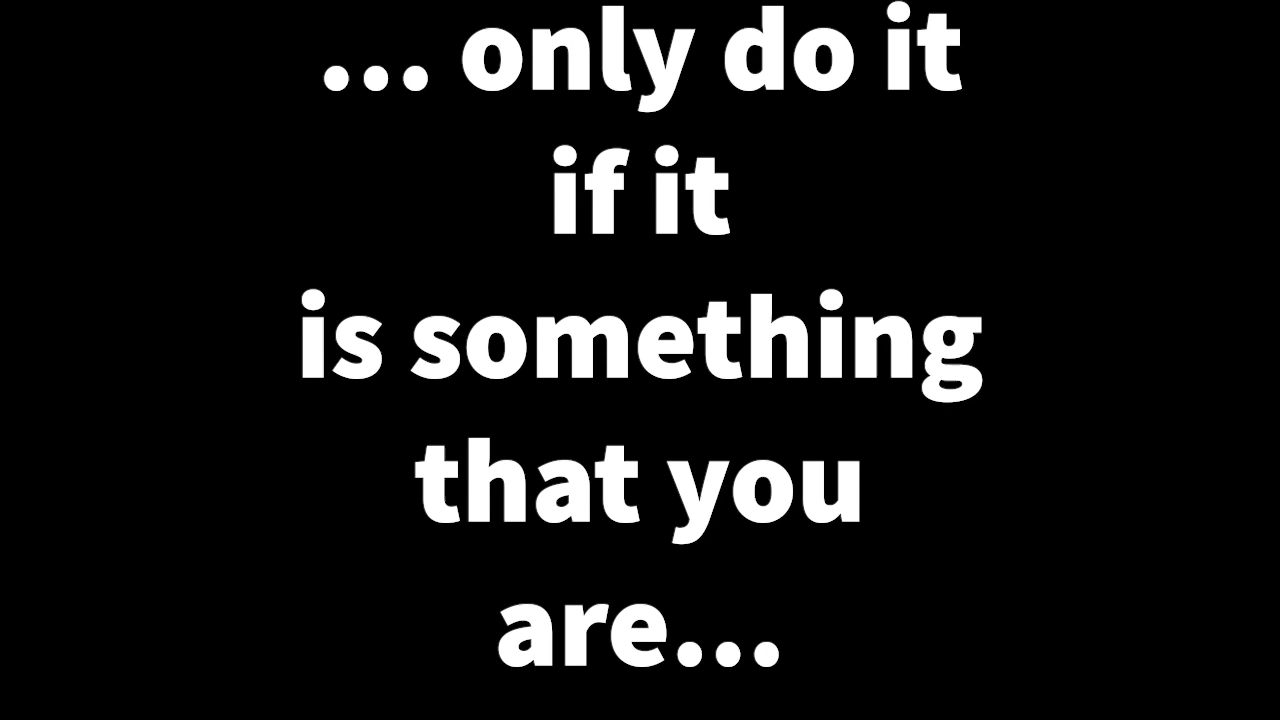 ... only do it
if it
is something
that you
are...